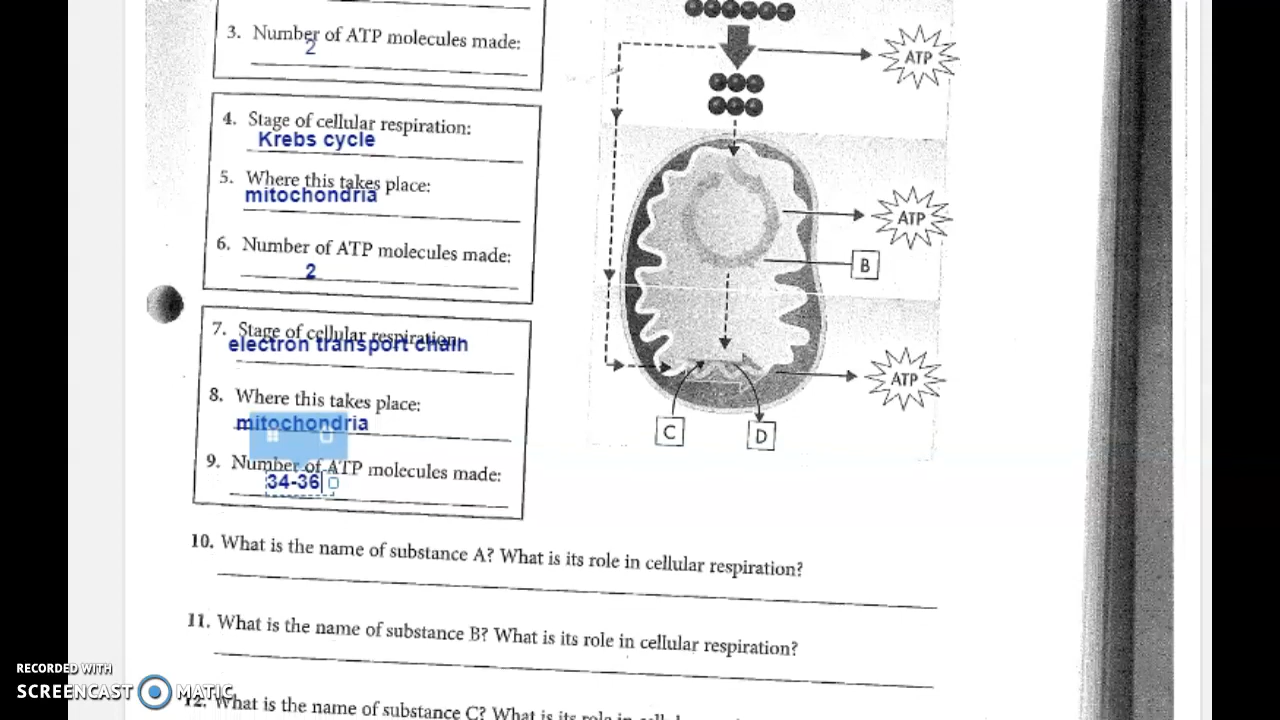 3. Number of ATP molecules made:
2
ATP
4. Stage of cellular respiration:
Krebs cycle
5. Where this takes place:
mitochondria
ATP
6. Number of ATP molecules made:
2
B
7. Stage of cellular respiration:
electron transport chain
ATP
8. Where this takes place:
mitochondria
C
D
9. Number of ATP molecules made:
34-36
10. What is the name of substance A? What is its role in cellular respiration?
11. What is the name of substance B? What is its role in cellular respiration?
RECORDED WITH
SCREENCAST MATIC
12. What is the name of substance C? What is its role in